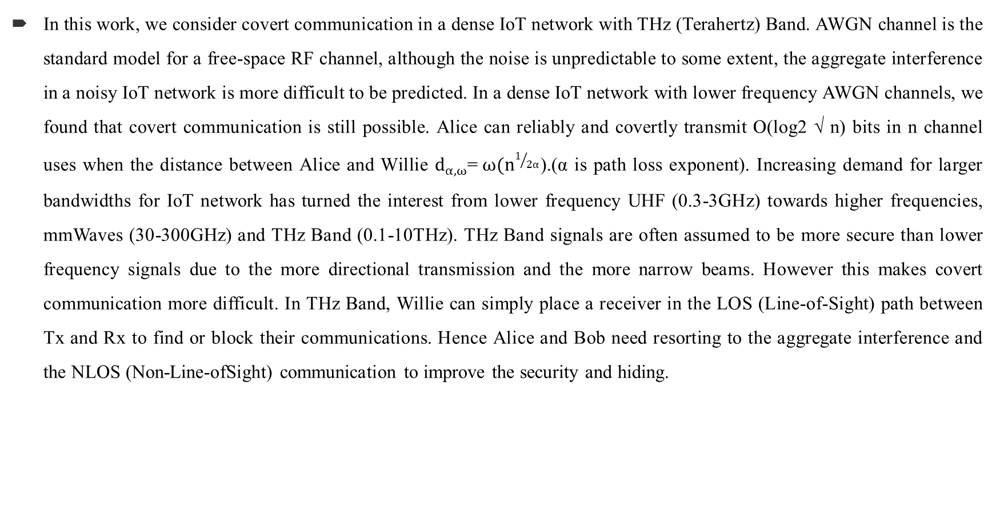 In this work, we consider covert communication in a dense IoT network with THz (Terahertz) Band. AWGN channel is the
standard model for a free-space RF channel, although the noise is unpredictable to some extent, the aggregate interference
in a noisy IoT network is more difficult to be predicted. In a dense IoT network with lower frequency AWGN channels, we
found that covert communication is still possible. Alice can reliably and covertly transmit O(log2 √ n) bits in n channel
uses when the distance between Alice and Willie d_α,ω= ω(n^1/2α).(α is path loss exponent). Increasing demand for larger
bandwidths for IoT network has turned the interest from lower frequency UHF (0.3-3GHz) towards higher frequencies,
mmWaves (30-300GHz) and THz Band (0.1-10THz). THz Band signals are often assumed to be more secure than lower
frequency signals due to the more directional transmission and the more narrow beams. However this makes covert
communication more difficult. In THz Band, Willie can simply place a receiver in the LOS (Line-of-Sight) path between
Tx and Rx to find or block their communications. Hence Alice and Bob need resorting to the aggregate interference and
the NLOS (Non-Line-ofSight) communication to improve the security and hiding.